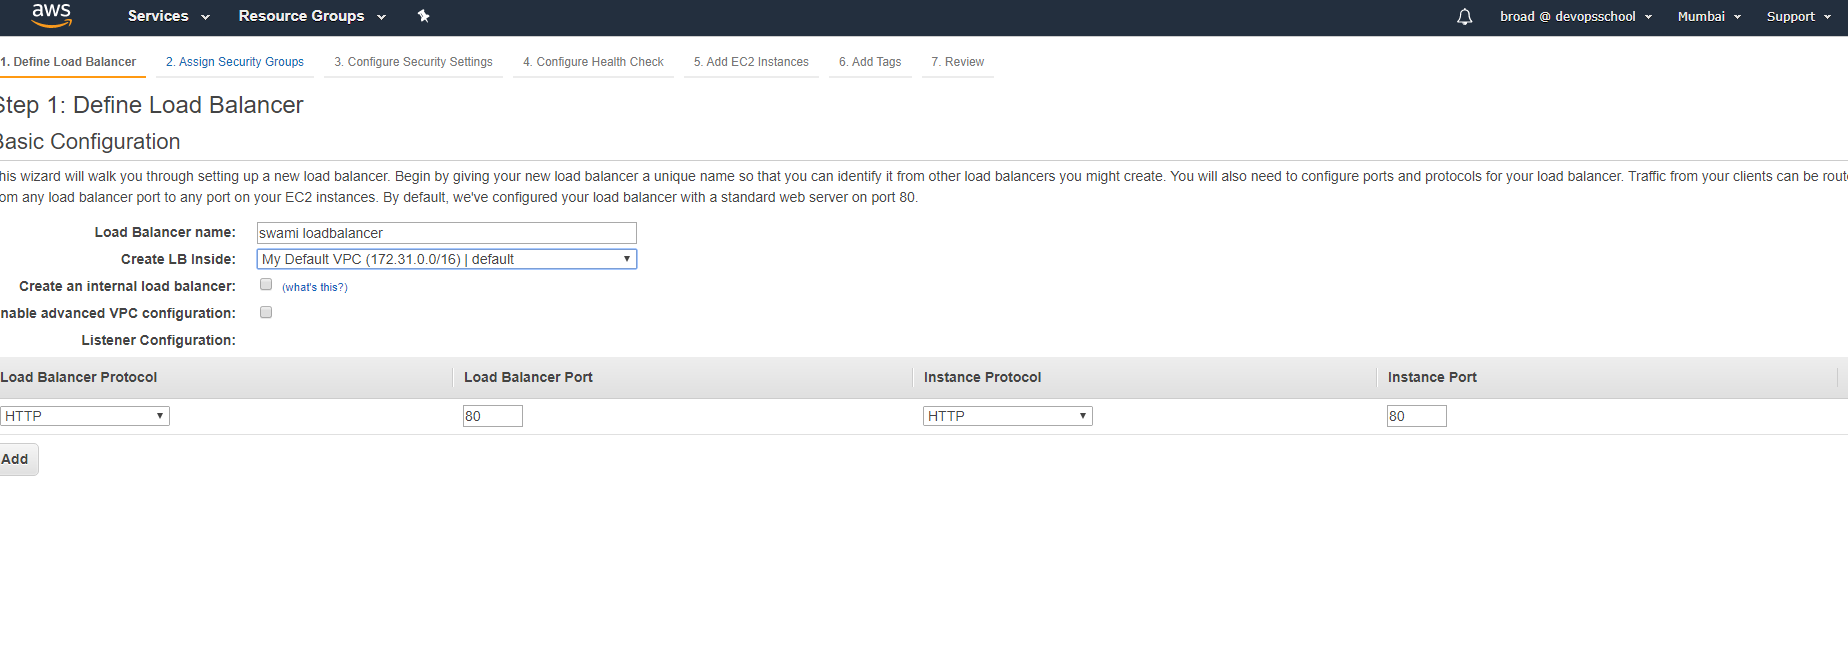 aws Services Resource Groups broad @ devopsschool Mumbai Support
1. Define Load Balancer 2. Assign Security Groups 3. Configure Security Settings 4. Configure Health Check 5. Add EC2 Instances 6. Add Tags 7. Review
Step 1: Define Load Balancer
Basic Configuration
his wizard will walk you through setting up a new load balancer. Begin by giving your new load balancer a unique name so that you can identify it from other load balancers you might create. You will also need to configure ports and protocols for your load balancer. Traffic from your clients can be route
om any load balancer port to any port on your EC2 instances. By default, we've configured your load balancer with a standard web server on port 80.
Load Balancer name: swami loadbalancer
Create LB Inside: My Default VPC (172.31.0.0/16) | default
Create an internal load balancer: (what's this?)
nable advanced VPC configuration:
Listener Configuration:
Load Balancer Protocol Load Balancer Port Instance Protocol Instance Port
HTTP 80 HTTP 80
Add